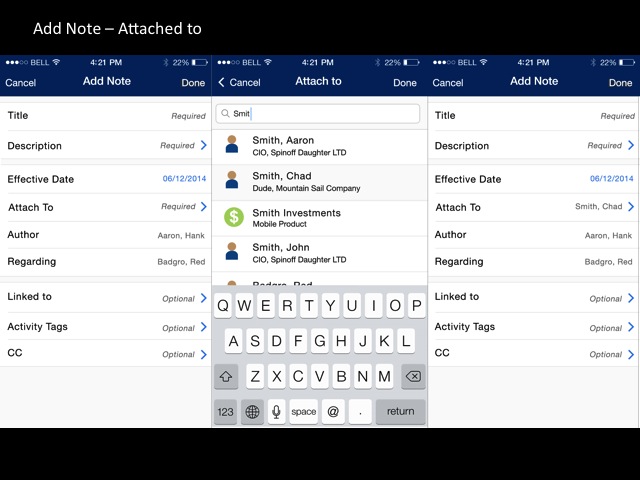 Add Note – Attached to
BELL 4:21 PM 22%
Cancel Add Note Done
Title Required
Description Required
Effective Date 06/12/2014
Attach To Required
Author Aaron, Hank
Regarding Badgro, Red
Linked to Optional
Activity Tags Optional
CC Optional
BELL 4:21 PM 22%
Cancel Attach to Done
Smit
Smith, Aaron
CIO, Spinoff Daughter LTD
Smith, Chad
Dude, Mountain Sail Company
$
Smith Investments
Mobile Product
Smith, John
CIO, Spinoff Daughter LTD
Badgro, Red
Q W E R T Y U I O P
A S D F G H J K L
Z X C V B N M
123 space @ . return
BELL 4:21 PM 22%
Cancel Add Note Done
Title Required
Description Required
Effective Date 06/12/2014
Attach To Smith, Chad
Author Aaron, Hank
Regarding Badgro, Red
Linked to Optional
Activity Tags Optional
CC Optional